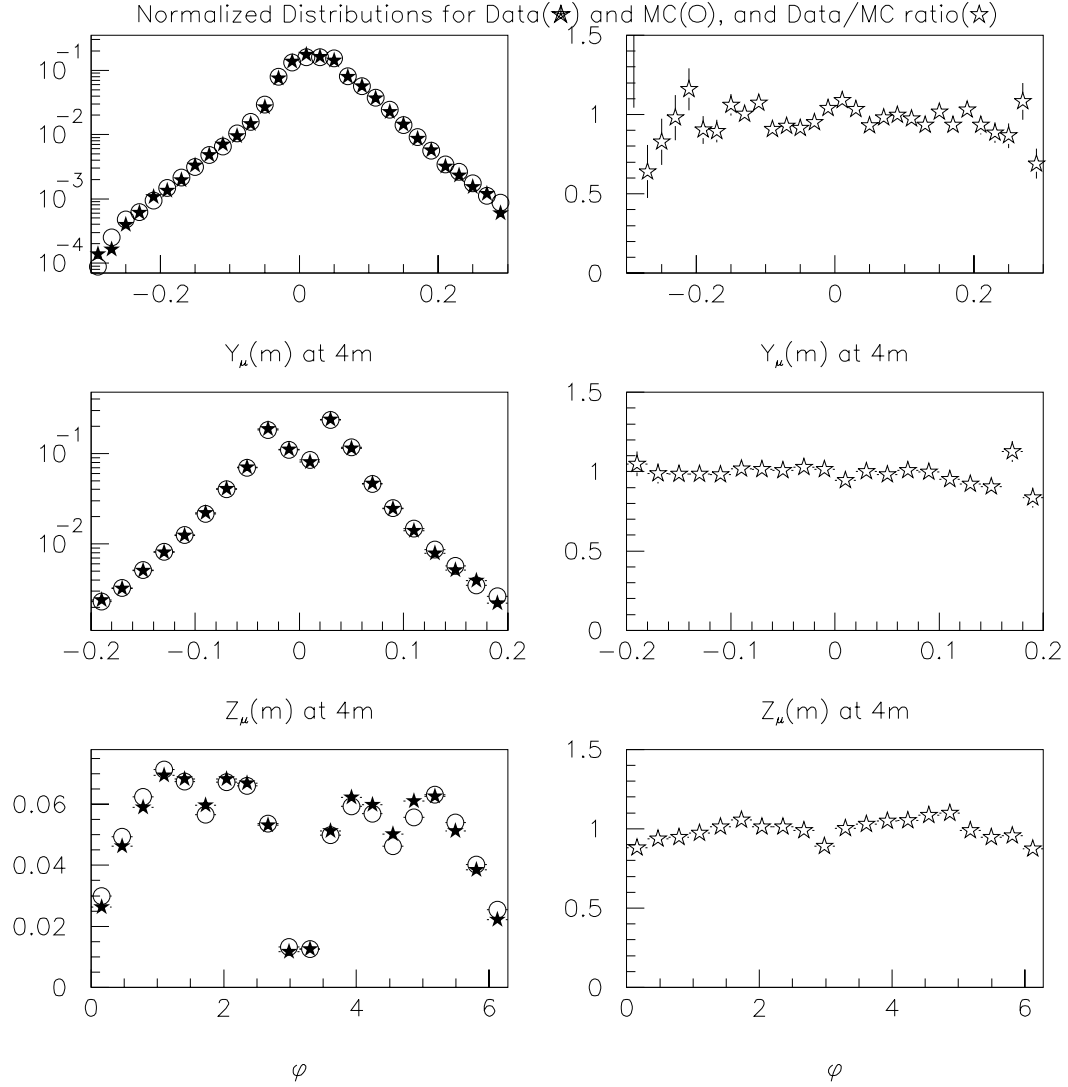 Normalized Distributions for Data(★) and MC(O), and Data/MC ratio(☆)
10⁻¹
10⁻²
10⁻³
10⁻⁴
−0.2 0 0.2
Y_μ(m) at 4m
1.5
1
0.5
0
−0.2 0 0.2
Y_μ(m) at 4m
10⁻¹
10⁻²
−0.2 −0.1 0 0.1 0.2
Z_μ(m) at 4m
1.5
1
0.5
0
−0.2 −0.1 0 0.1 0.2
Z_μ(m) at 4m
0.06
0.04
0.02
0
0 2 4 6
φ
1.5
1
0.5
0
0 2 4 6
φ